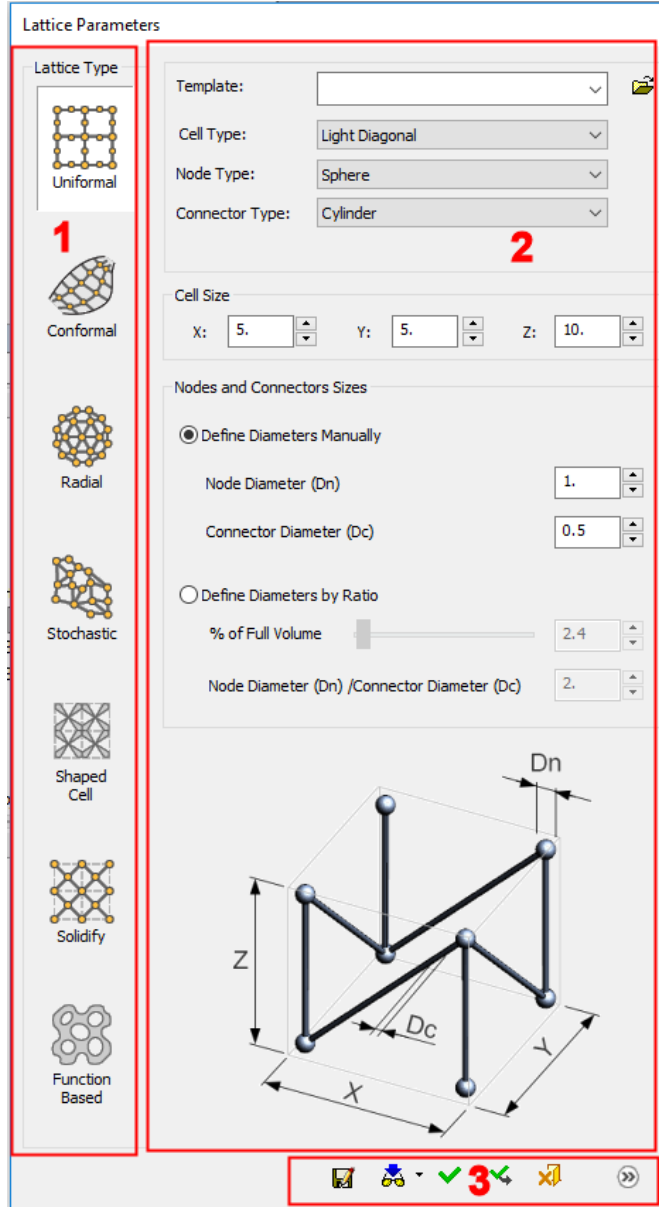 Lattice Parameters
Lattice Type
Uniformal
1
Conformal
Radial
Stochastic
Shaped
Cell
Solidify
Function
Based
Template:
Cell Type: Light Diagonal
Node Type: Sphere
Connector Type: Cylinder
2
Cell Size
X: 5. Y: 5. Z: 10.
Nodes and Connectors Sizes
Define Diameters Manually
Node Diameter (Dn) 1.
Connector Diameter (Dc) 0.5
Define Diameters by Ratio
% of Full Volume 2.4
Node Diameter (Dn) /Connector Diameter (Dc) 2.
Dn
Z
Dc
X
Y
3